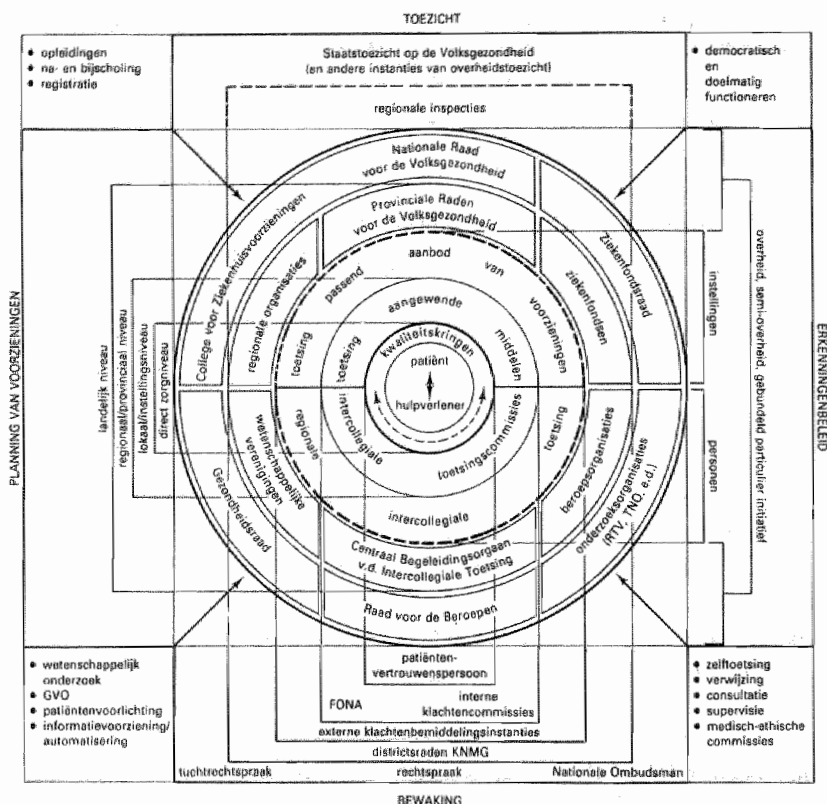 TOEZICHT
• opleidingen
• na- en bijscholing
• registratie
Staatstoezicht op de Volksgezondheid
(en andere instanties van overheidstoezicht)
• democratisch
en
doelmatig
functioneren
regionale inspecties
Nationale Raad
voor de Volksgezondheid
Provinciale Raden
voor de Volksgezondheid
College voor Ziekenhuisvoorzieningen
Ziekenfondsraad
regionale organisaties
ziekenfondsen
toetsing passend aanbod van voorzieningen
toetsing aangewende middelen
kwaliteitskringen
patiënt
hulpverlener
intercollegiale toetsingscommissies
regionale intercollegiale toetsing
wetenschappelijke
verenigingen
beroepsorganisaties
Gezondheidsraad
onderzoeksorganisaties
(RTV, TNO, e.d.)
Centraal Begeleidingsorgaan
v.d. Intercollegiale Toetsing
Raad voor de Beroepen
PLANNING VAN VOORZIENINGEN
landelijk niveau
regionaal/provinciaal niveau
lokaal/instellingsniveau
direct zorgniveau
instellingen
personen
overheid, semi-overheid, gebundeld particulier initiatief
ERKENNINGENBELEID
• wetenschappelijk
onderzoek
• GVO
• patiëntenvoorlichting
• informatievoorziening/
automatisering
patiënten-
vertrouwenspersoon
FONA
interne
klachtencommissies
externe klachtenbemiddelingsinstanties
districtsraden KNMG
tuchtrechtspraak
rechtspraak
Nationale Ombudsman
• zelftoetsing
• verwijzing
• consultatie
• supervisie
• medisch-ethische
commissies
BEWAKING